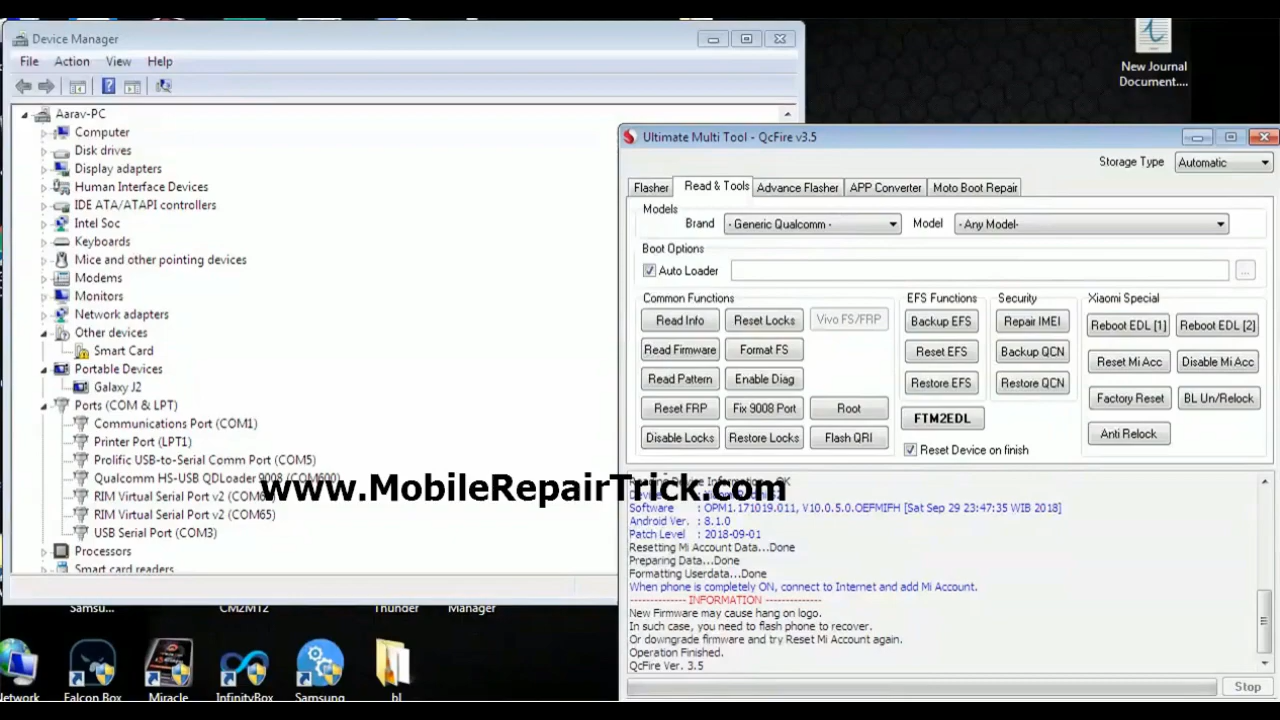 Device Manager
File Action View Help
Aarav-PC
Computer
Disk drives
Display adapters
Human Interface Devices
IDE ATA/ATAPI controllers
Intel Soc
Keyboards
Mice and other pointing devices
Modems
Monitors
Network adapters
Other devices
Smart Card
Portable Devices
Galaxy J2
Ports (COM & LPT)
Communications Port (COM1)
Printer Port (LPT1)
Prolific USB-to-Serial Comm Port (COM5)
Qualcomm HS-USB QDLoader 9008 (COM600)
RIM Virtual Serial Port v2
RIM Virtual Serial Port v2 (COM65)
USB Serial Port (COM3)
Processors
Smart card readers
www.MobileRepairTrick.com
New Journal
Document....
Ultimate Multi Tool - QcFire v3.5
Storage Type Automatic
Flasher Read & Tools Advance Flasher APP Converter Moto Boot Repair
Models
Brand - Generic Qualcomm - Model - Any Model-
Boot Options
Auto Loader ...
Common Functions EFS Functions Security Xiaomi Special
Read Info Reset Locks Vivo FS/FRP Backup EFS Repair IMEI Reboot EDL [1] Reboot EDL [2]
Read Firmware Format FS Reset EFS Backup QCN Reset Mi Acc Disable Mi Acc
Read Pattern Enable Diag Restore EFS Restore QCN Factory Reset BL Un/Relock
Reset FRP Fix 9008 Port Root FTM2EDL
Disable Locks Restore Locks Flash QRI Reset Device on finish Anti Relock
Software : OPM1.171019.011, V10.0.5.0.OEFMIFH [Sat Sep 29 23:47:35 WIB 2018]
Android Ver. : 8.1.0
Patch Level : 2018-09-01
Resetting Mi Account Data...Done
Preparing Data...Done
Formatting Userdata...Done
When phone is completely ON, connect to Internet and add Mi Account.
------------- INFORMATION -------------
New Firmware may cause hang on logo.
In such case, you need to flash phone to recover.
Or downgrade firmware and try Reset Mi Account again.
Operation Finished.
QcFire Ver. 3.5
Stop
Samsu... CM2MT2 Thunder Manager
Network Falcon Box Miracle InfinityBox Samsung bl